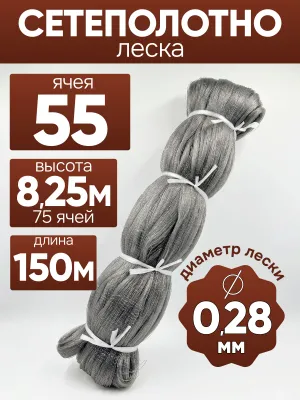 СЕТЕПОЛОТНО
леска
ячея
55
высота
8,25м
75 ячей
длина
150м
диаметр лески
0,28
мм